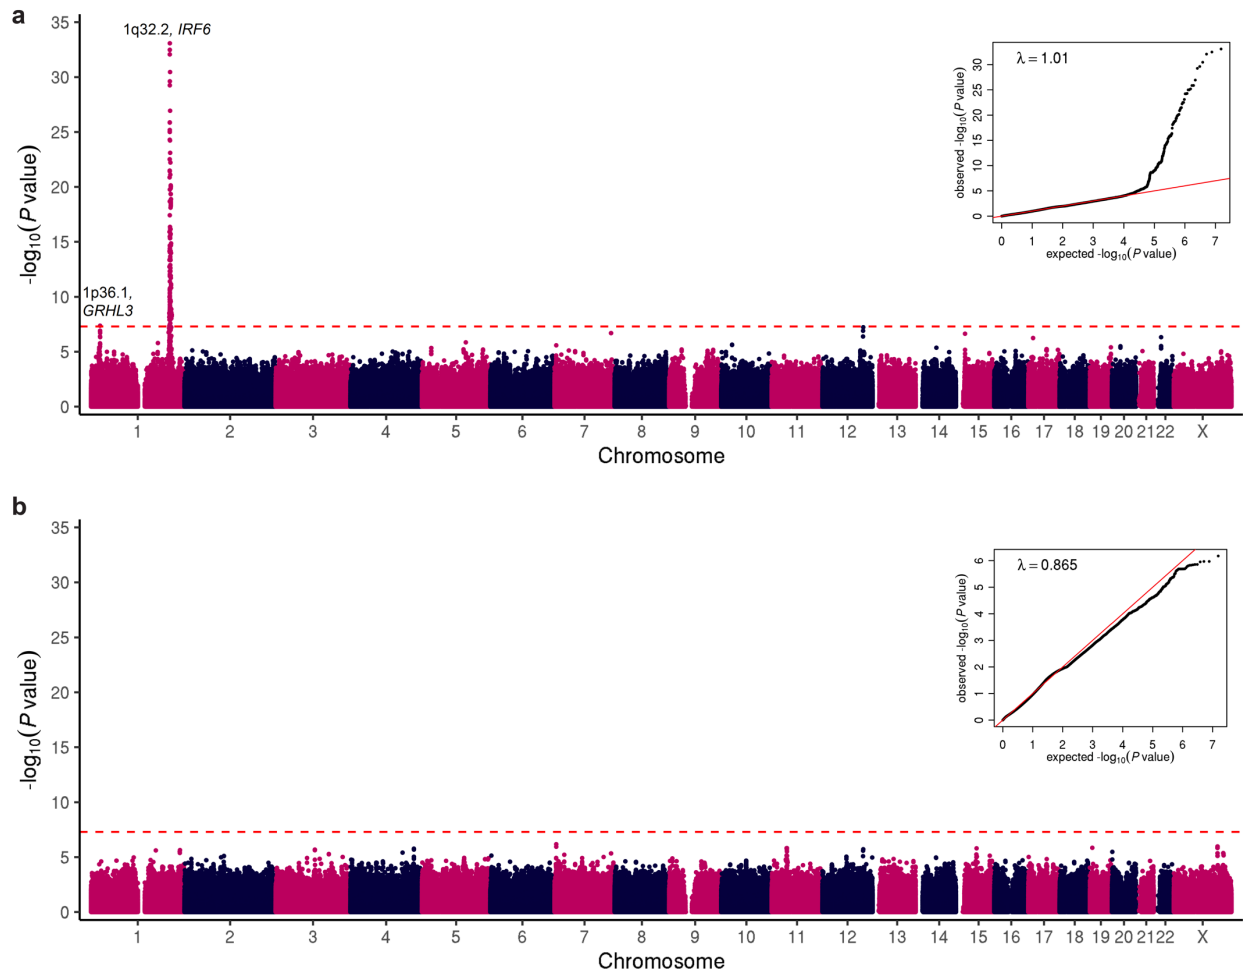 a
1q32.2, IRF6
1p36.1,
GRHL3
35
30
25
20
15
10
5
0
-log10(P value)
1 2 3 4 5 6 7 8 9 10 11 12 13 14 15 16 17 18 19 20 21 22 X
Chromosome
λ = 1.01
30
25
20
15
10
5
0
observed -log10(P value)
0 1 2 3 4 5 6 7
expected -log10(P value)
b
35
30
25
20
15
10
5
0
-log10(P value)
1 2 3 4 5 6 7 8 9 10 11 12 13 14 15 16 17 18 19 20 21 22 X
Chromosome
λ = 0.865
6
5
4
3
2
1
0
observed -log10(P value)
0 1 2 3 4 5 6 7
expected -log10(P value)